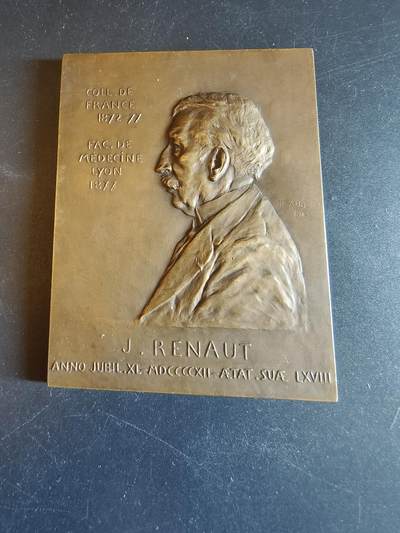 COLL. DE
FRANCE
1872-77
FAC. DE
MÉDECINE
LYON
1877
J. RENAUT
ANNO JUBIL. XL. MDCCCCXII. ÆTAT. SUÆ LXVIII